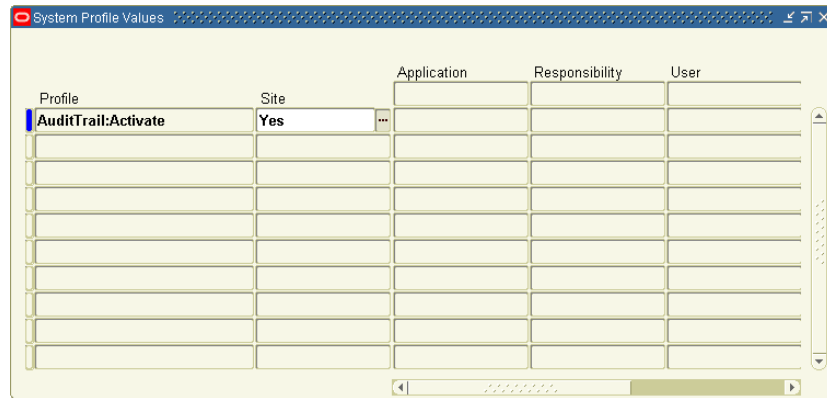 System Profile Values
Application Responsibility User
Profile Site
AuditTrail:Activate Yes ...